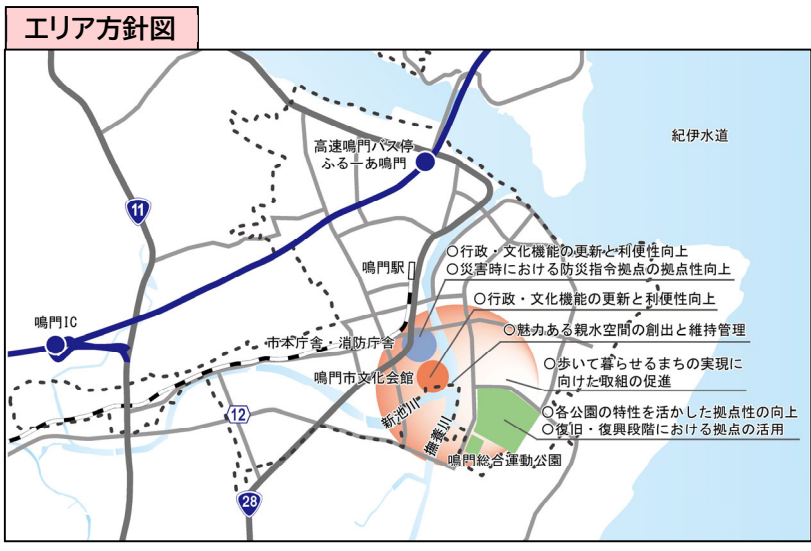 エリア方針図
紀伊水道
高速鳴門バス停
ふるーあ鳴門
11
鳴門駅
○行政・文化機能の更新と利便性向上
○災害時における防災指令拠点の拠点性向上
○行政・文化機能の更新と利便性向上
鳴門IC
市本庁舎・消防庁舎
○魅力ある親水空間の創出と維持管理
鳴門市文化会館
○歩いて暮らせるまちの実現に
向けた取組の促進
12
新池川
撫養川
○各公園の特性を活かした拠点性の向上
○復旧・復興段階における拠点の活用
鳴門総合運動公園
28